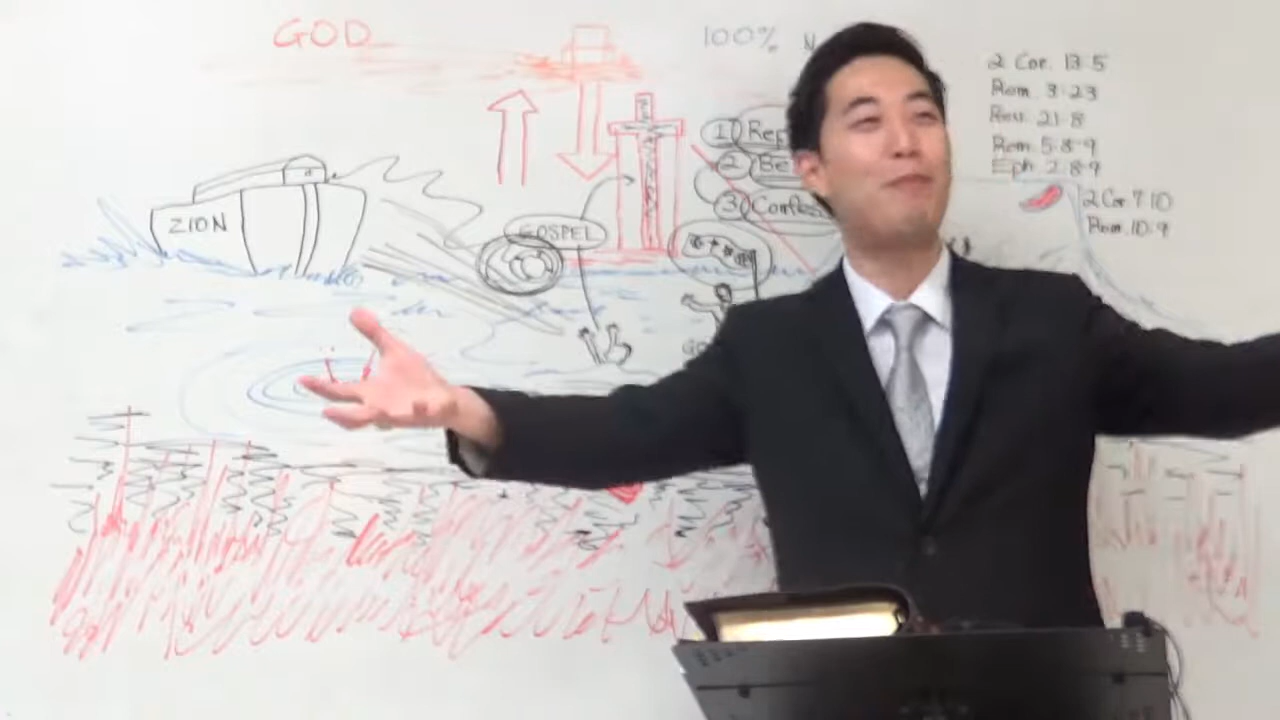 GOD
100%
2 Cor. 13:5
Rom. 3:23
Rev. 21:8
Rom. 5:8-9
Eph. 2:8-9
2 Cor 7:10
Rom. 10:9
1 Rep
2 Be
3 Confess
ZION
GOSPEL